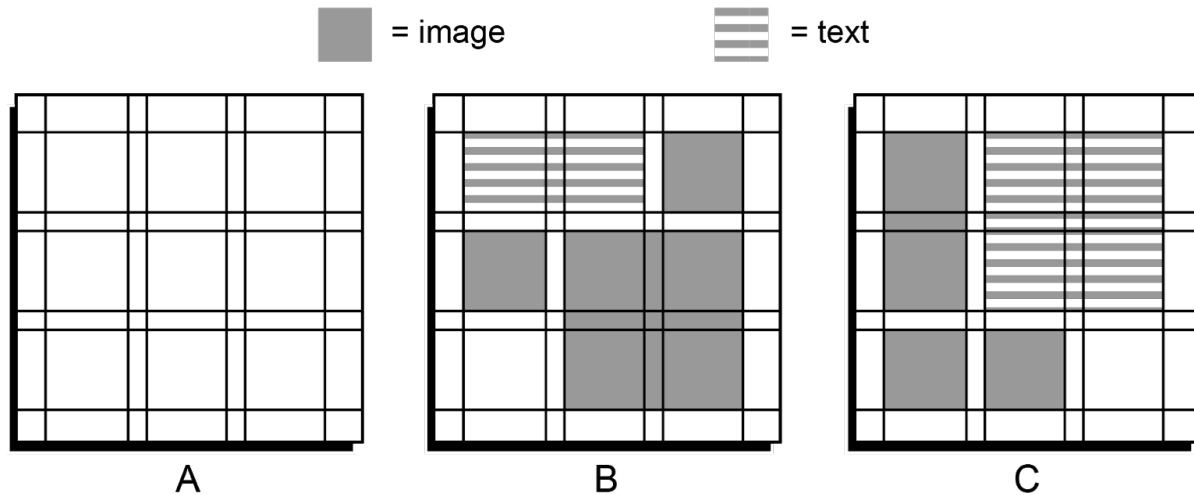 = image
= text
A
B
C